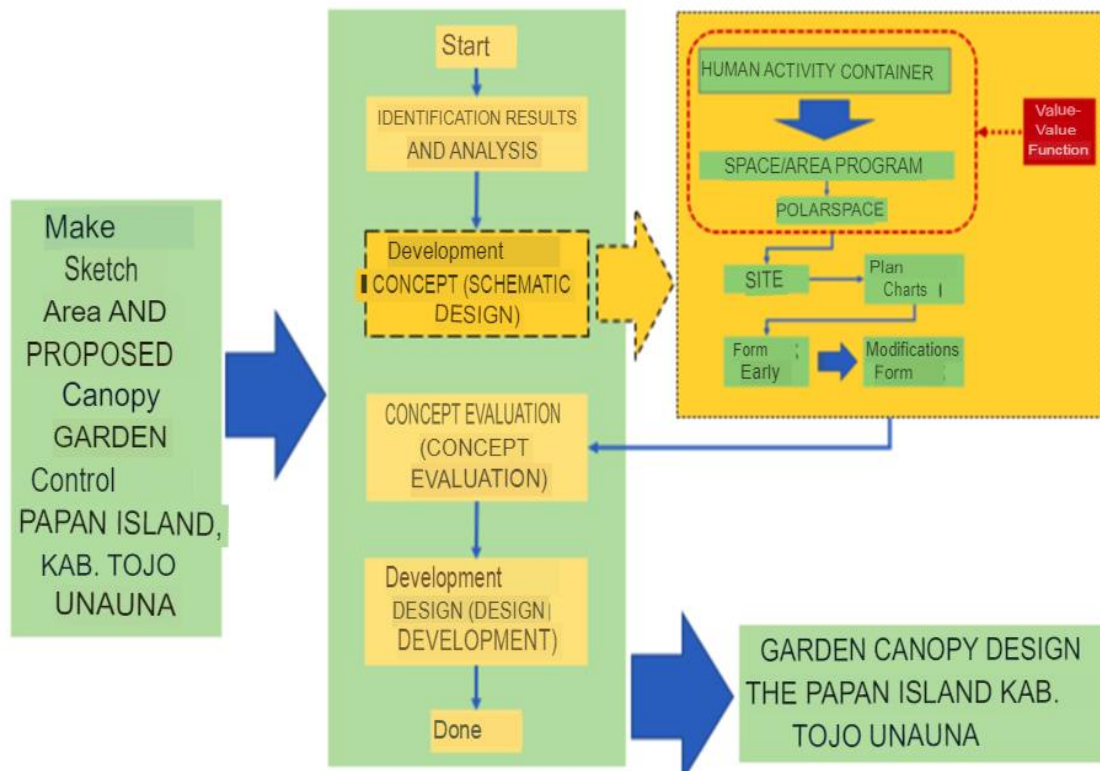 Make
Sketch
Area AND
PROPOSED
Canopy
GARDEN
Control
PAPAN ISLAND,
KAB. TOJO
UNAUNA
Start
IDENTIFICATION RESULTS
AND ANALYSIS
Development
CONCEPT (SCHEMATIC
DESIGN)
CONCEPT EVALUATION
(CONCEPT
EVALUATION)
Development
DESIGN (DESIGN
DEVELOPMENT)
Done
HUMAN ACTIVITY CONTAINER
SPACE/AREA PROGRAM
POLARSPACE
SITE
Plan
Charts
Form
Early
Modifications
Form
Value-
Value
Function
GARDEN CANOPY DESIGN
THE PAPAN ISLAND KAB.
TOJO UNAUNA